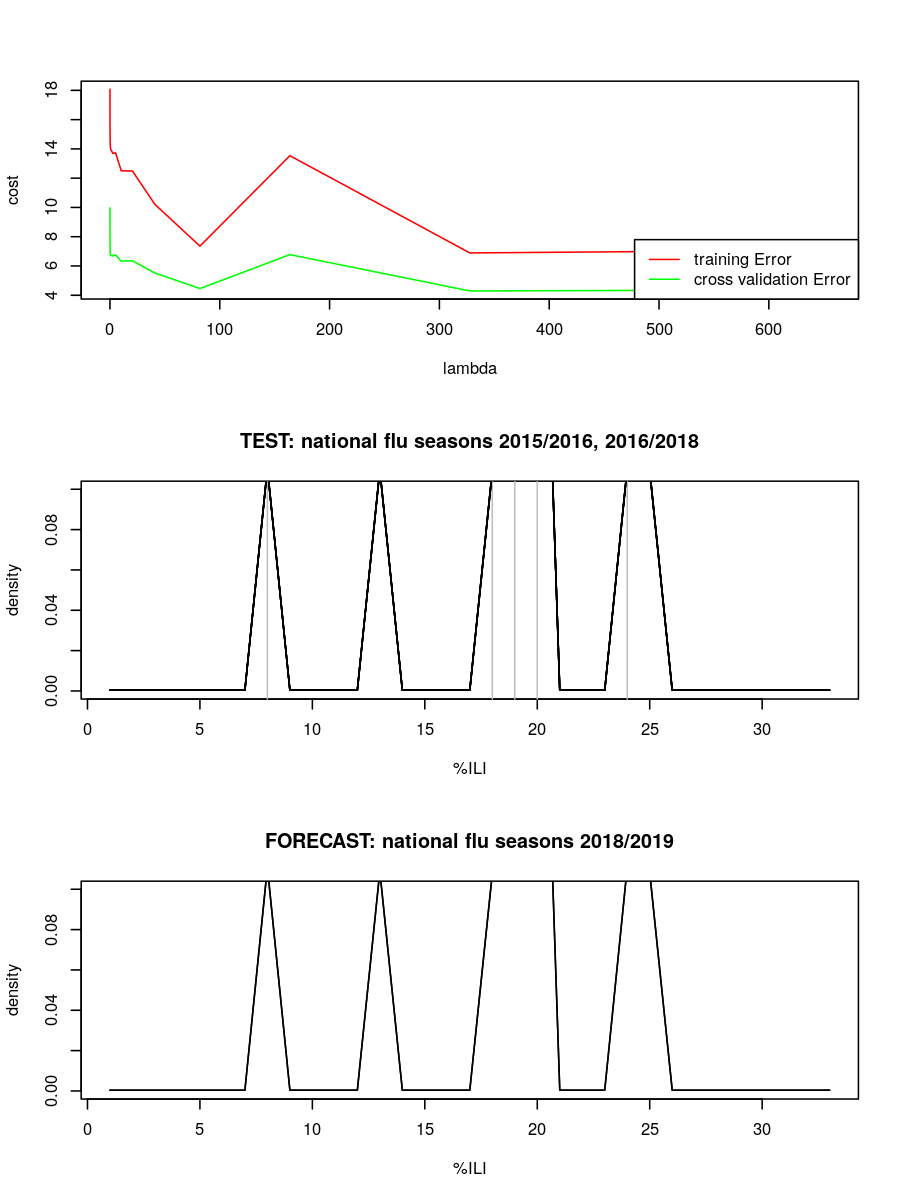 18
14
10
8
6
4
cost
training Error
cross validation Error
0 100 200 300 400 500 600
lambda
TEST: national flu seasons 2015/2016, 2016/2018
0.08
0.04
0.00
density
0 5 10 15 20 25 30
%ILI
FORECAST: national flu seasons 2018/2019
0.08
0.04
0.00
density
0 5 10 15 20 25 30
%ILI